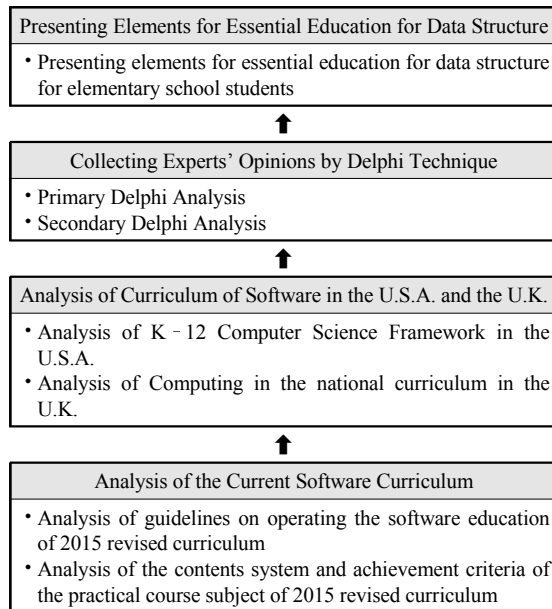 Presenting Elements for Essential Education for Data Structure
• Presenting elements for essential education for data structure
for elementary school students
Collecting Experts' Opinions by Delphi Technique
• Primary Delphi Analysis
• Secondary Delphi Analysis
Analysis of Curriculum of Software in the U.S.A. and the U.K.
• Analysis of K–12 Computer Science Framework in the
U.S.A.
• Analysis of Computing in the national curriculum in the
U.K.
Analysis of the Current Software Curriculum
• Analysis of guidelines on operating the software education
of 2015 revised curriculum
• Analysis of the contents system and achievement criteria of
the practical course subject of 2015 revised curriculum